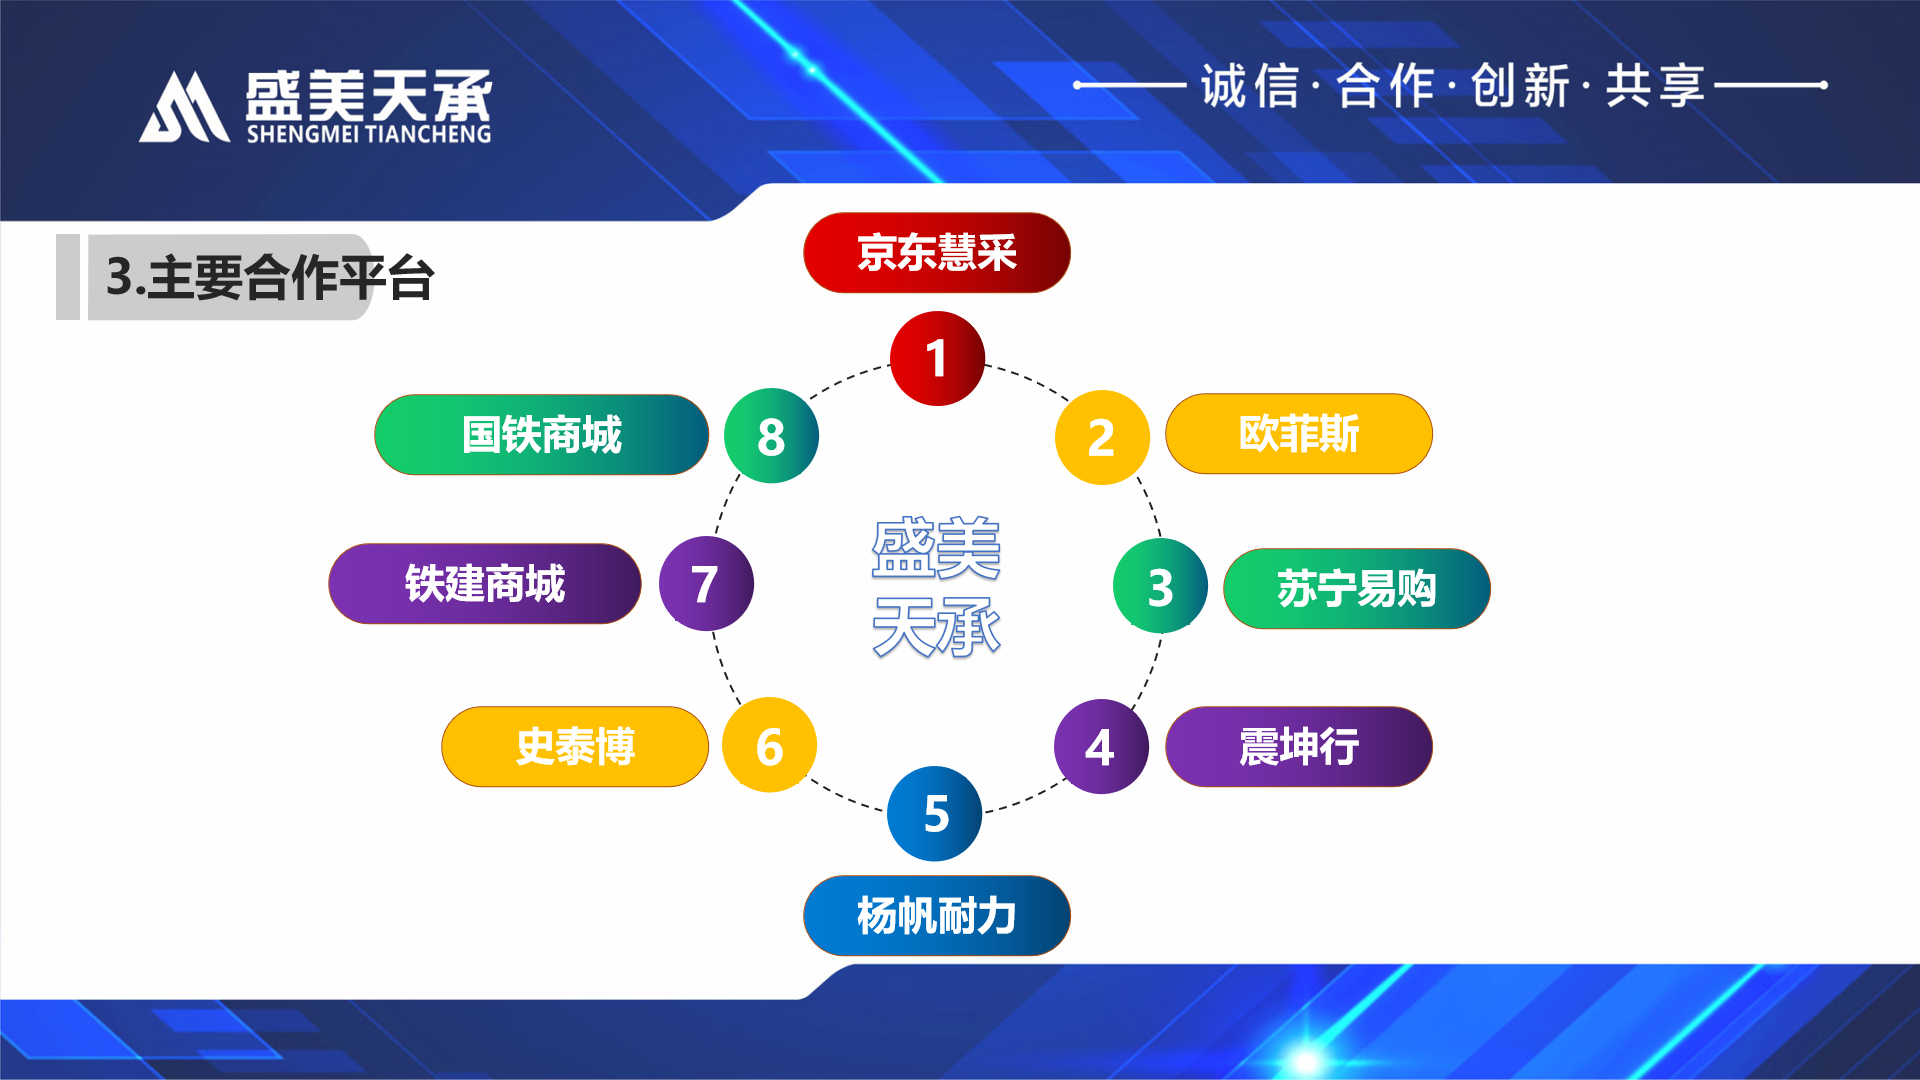 盛美天承
SHENGMEI TIANCHENG
诚信·合作·创新·共享
3.主要合作平台
京东慧采
1
2
欧菲斯
3
苏宁易购
4
震坤行
5
杨帆耐力
6
史泰博
7
铁建商城
8
国铁商城
盛美
天承